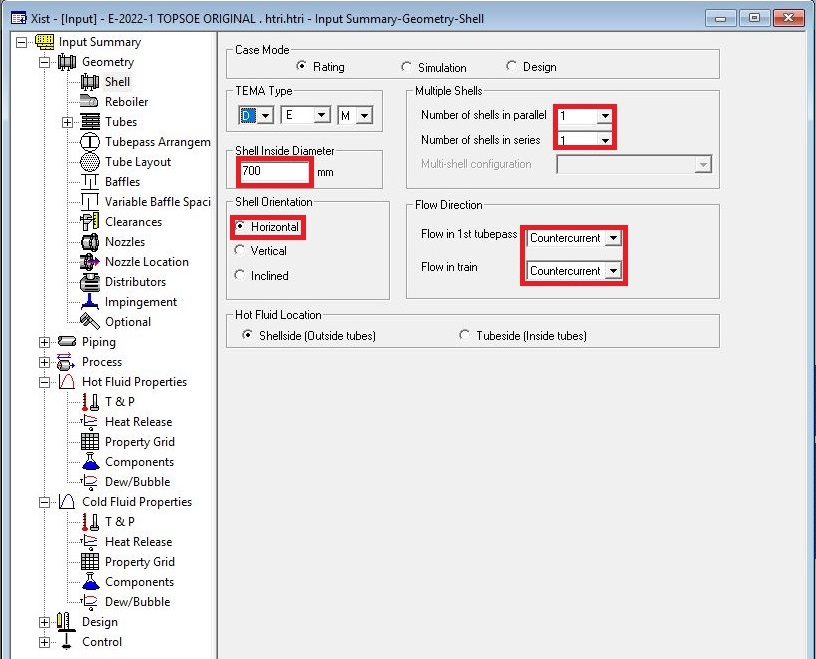 Xist - [Input] - E-2022-1 TOPSOE ORIGINAL . htri.htri - Input Summary-Geometry-Shell
Input Summary
Geometry
Shell
Reboiler
Tubes
Tubepass Arrangem
Tube Layout
Baffles
Variable Baffle Spaci
Clearances
Nozzles
Nozzle Location
Distributors
Impingement
Optional
Piping
Process
Hot Fluid Properties
T & P
Heat Release
Property Grid
Components
Dew/Bubble
Cold Fluid Properties
T & P
Heat Release
Property Grid
Components
Dew/Bubble
Design
Control
Case Mode
Rating Simulation Design
TEMA Type
D E M
Shell Inside Diameter
700 mm
Shell Orientation
Horizontal
Vertical
Inclined
Multiple Shells
Number of shells in parallel 1
Number of shells in series 1
Multi-shell configuration
Flow Direction
Flow in 1st tubepass Countercurrent
Flow in train Countercurrent
Hot Fluid Location
Shellside (Outside tubes) Tubeside (Inside tubes)